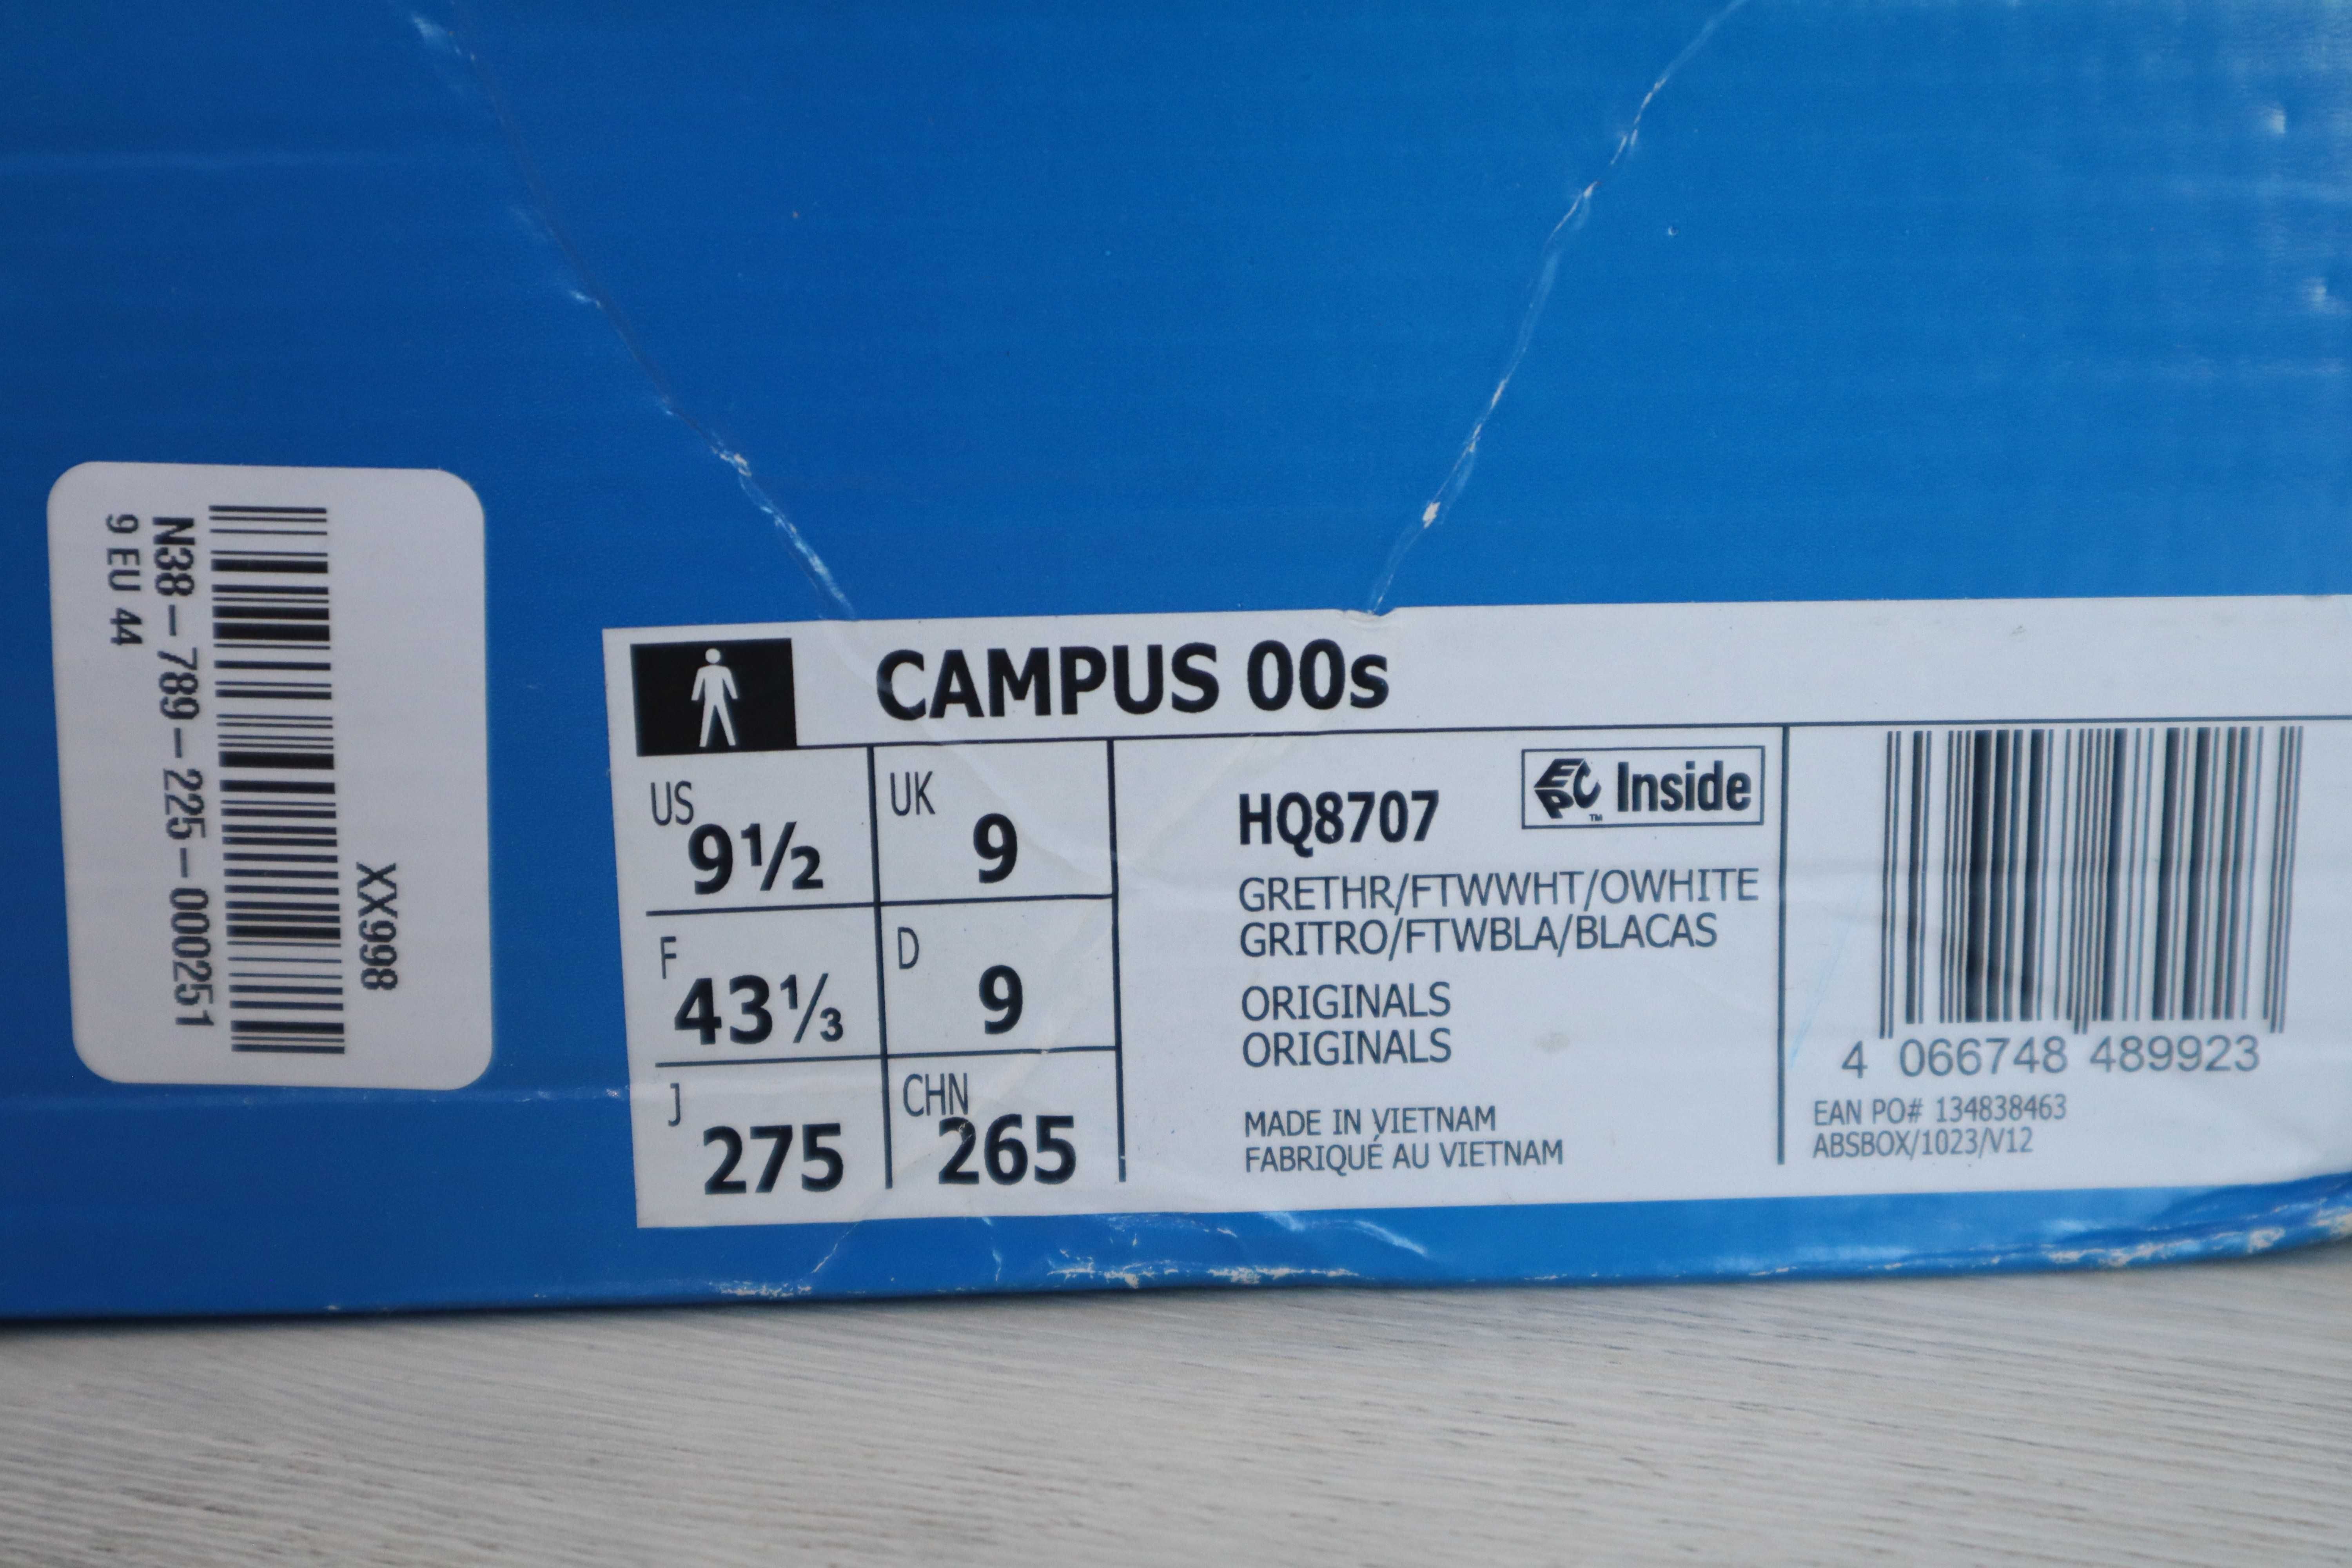 XX998
N38-789-225-000251
9 EU 44
CAMPUS 00s
US
9½
UK
9
F
43⅓
D
9
J
275
CHN
265
HQ8707
EPC Inside
TM
GRETHR/FTWWHT/OWHITE
GRITRO/FTWBLA/BLACAS
ORIGINALS
ORIGINALS
MADE IN VIETNAM
FABRIQUÉ AU VIETNAM
4 066748 489923
EAN PO# 134838463
ABSBOX/1023/V12